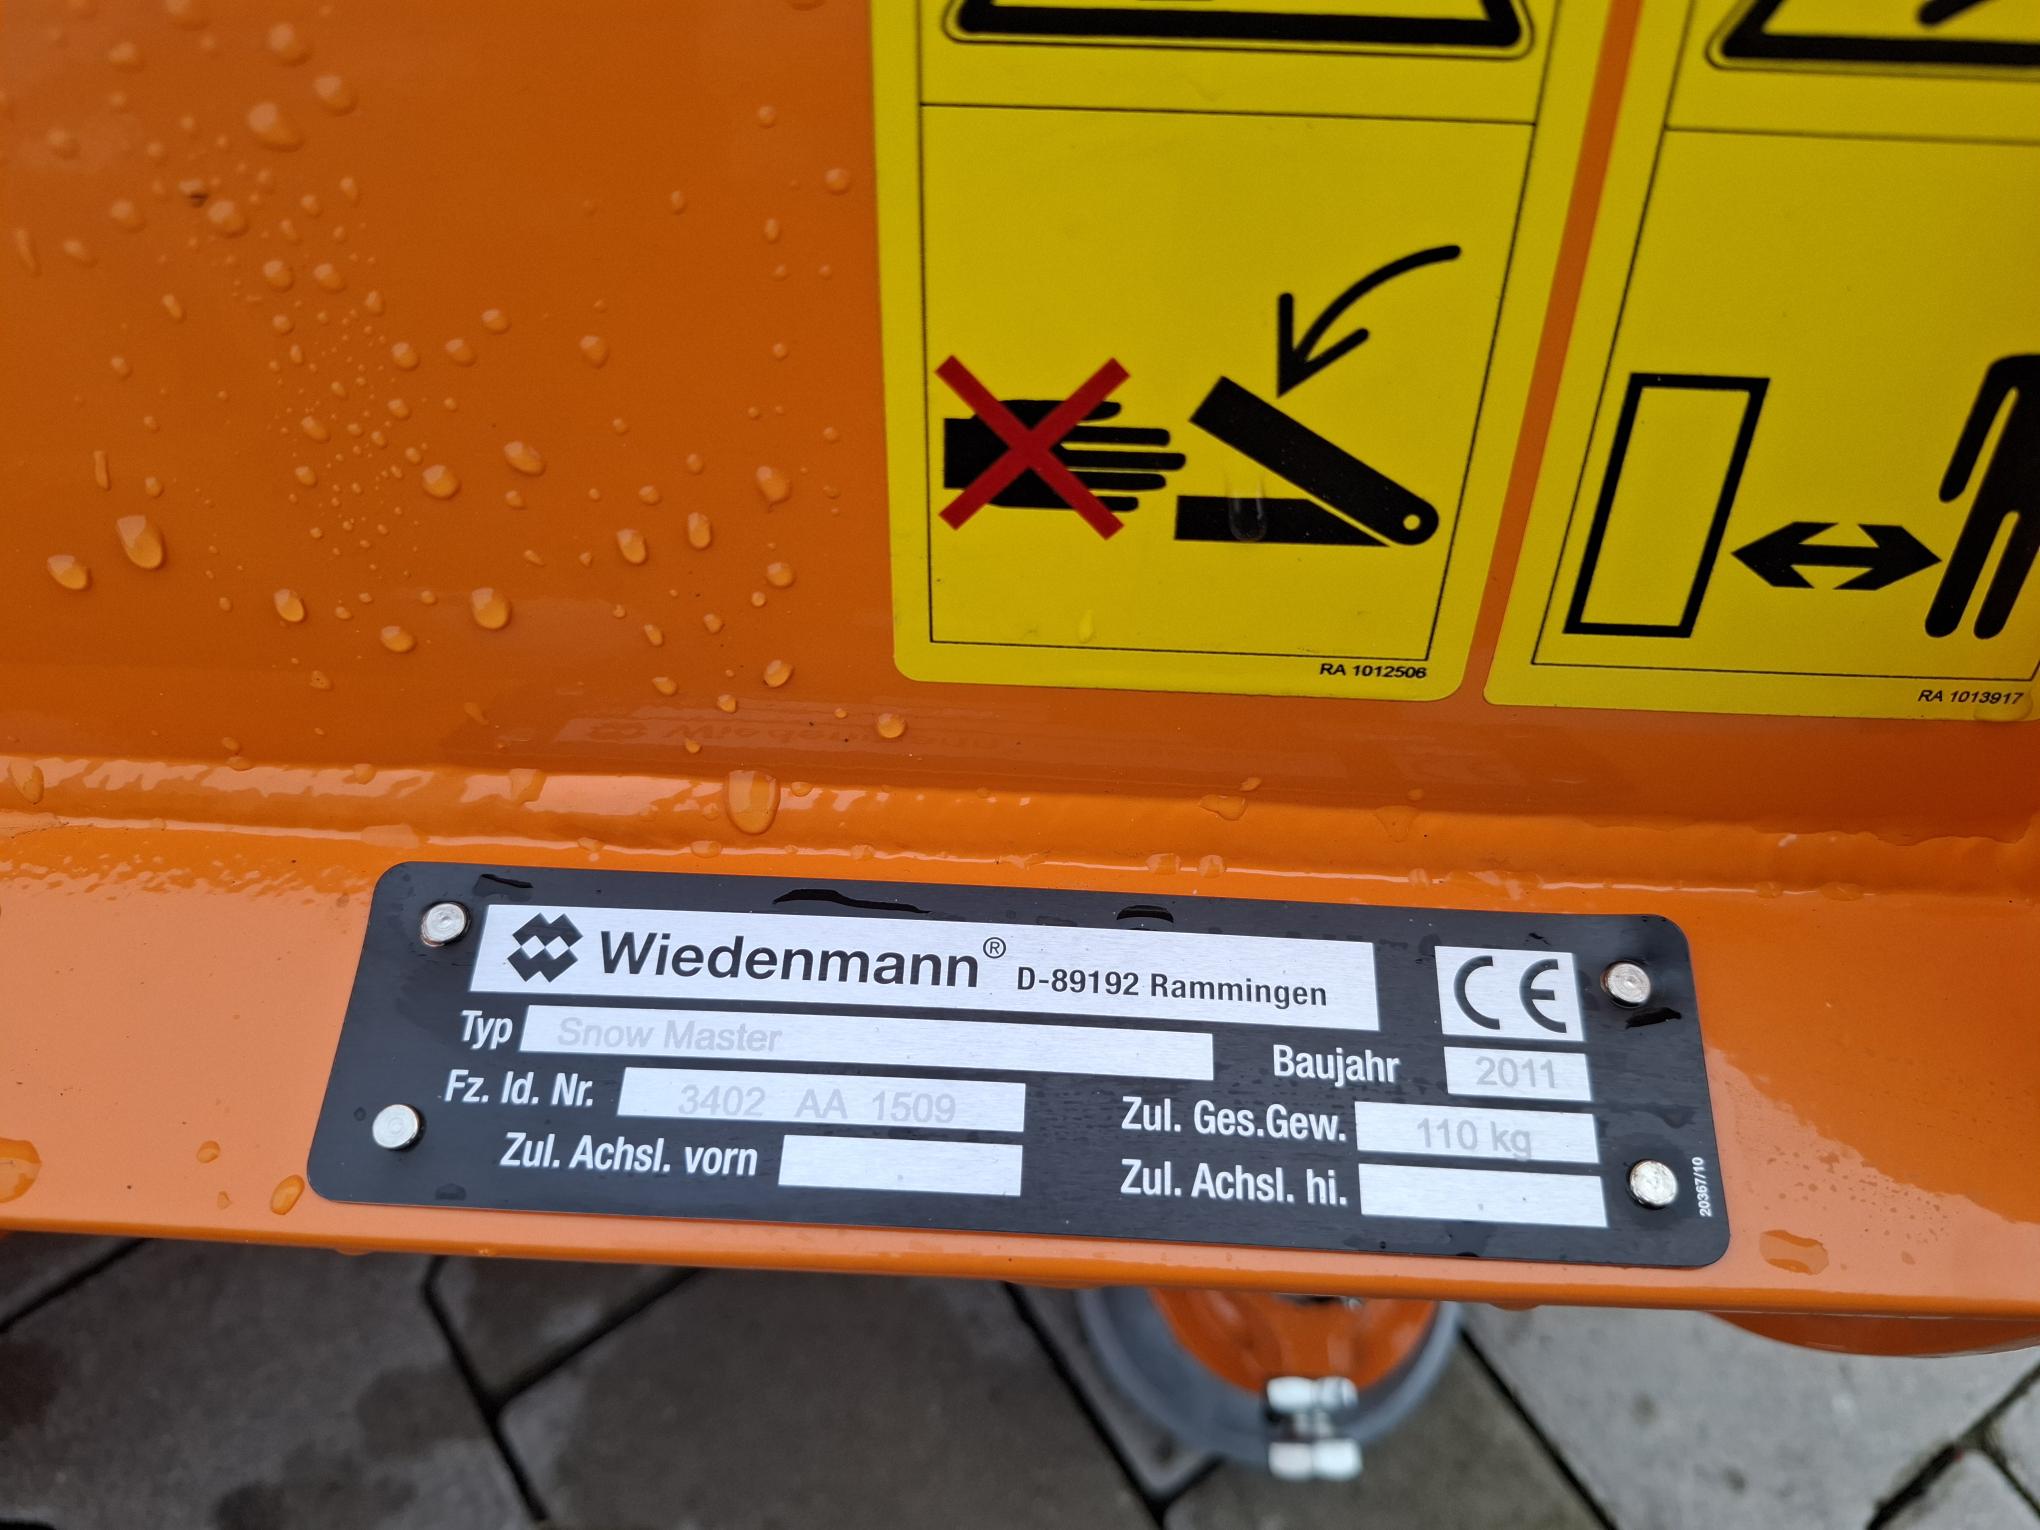 RA 1012506
RA 1013917
Wiedenmann® D-89192 Rammingen
CE
Typ Snow Master
Baujahr 2011
Fz. Id. Nr. 3402 AA 1509
Zul. Ges.Gew. 110 kg
Zul. Achsl. vorn
Zul. Achsl. hi.
20367/10